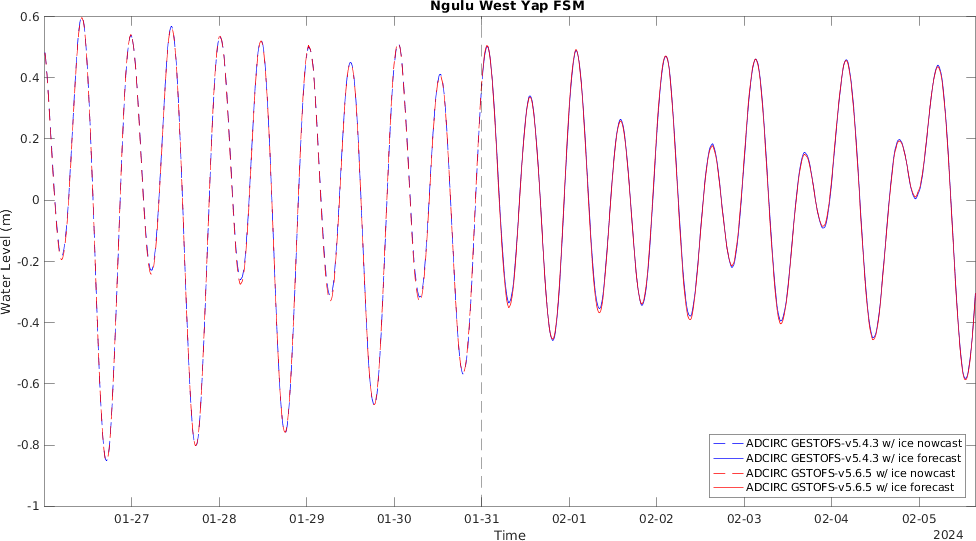 Ngulu West Yap FSM
0.6
0.4
0.2
0
-0.2
-0.4
-0.6
-0.8
-1
Water Level (m)
ADCIRC GESTOFS-v5.4.3 w/ ice nowcast
ADCIRC GESTOFS-v5.4.3 w/ ice forecast
ADCIRC GSTOFS-v5.6.5 w/ ice nowcast
ADCIRC GSTOFS-v5.6.5 w/ ice forecast
01-27 01-28 01-29 01-30 01-31 02-01 02-02 02-03 02-04 02-05
Time
2024